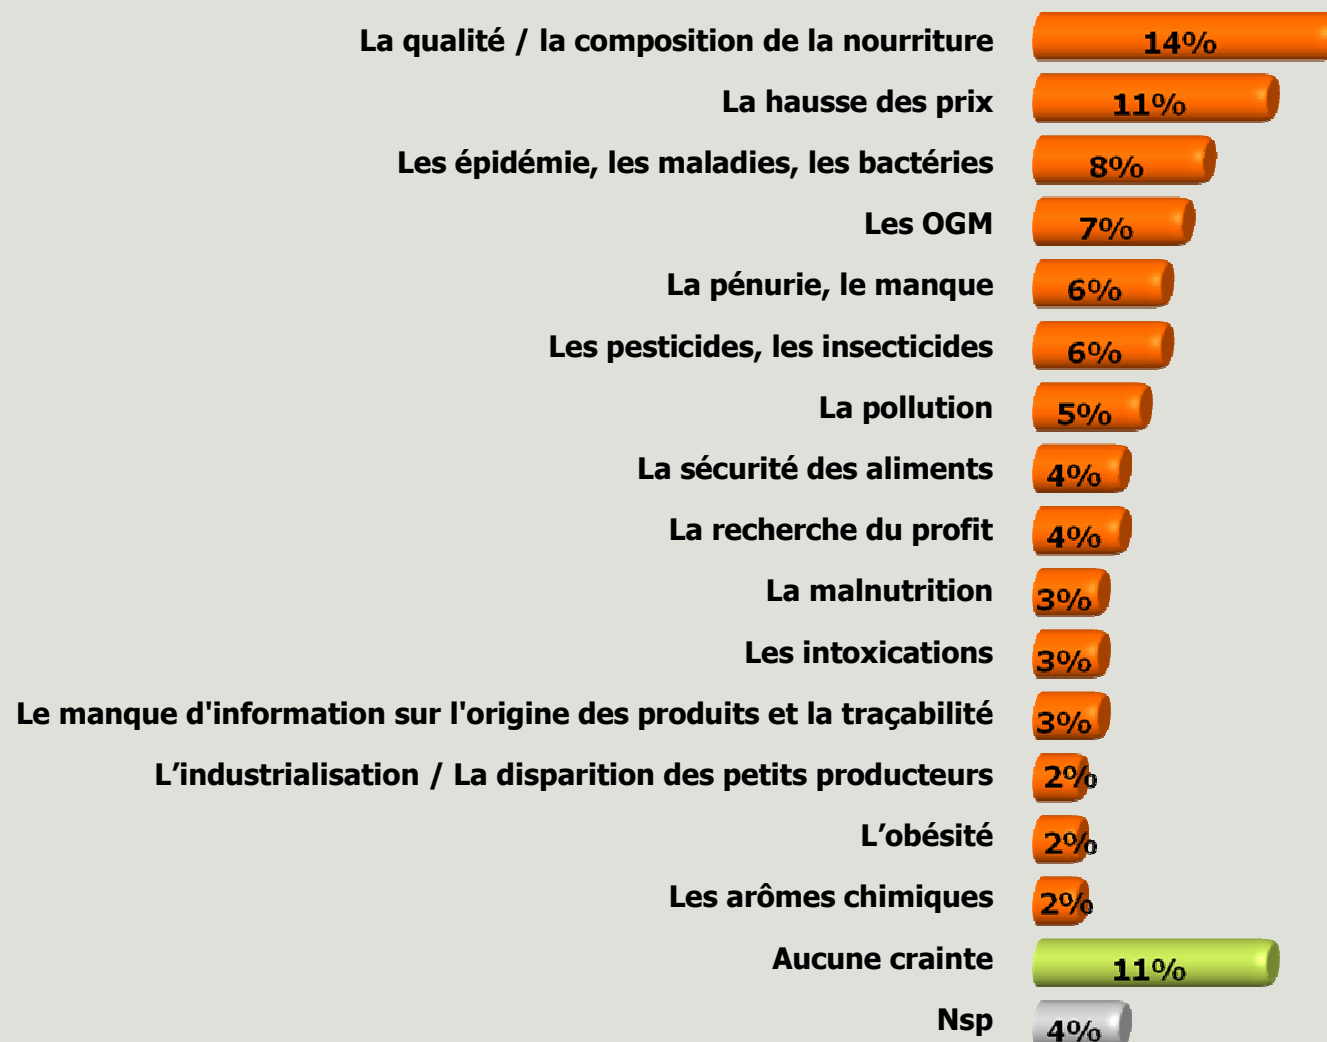 La qualité / la composition de la nourriture 14%
La hausse des prix 11%
Les épidémie, les maladies, les bactéries 8%
Les OGM 7%
La pénurie, le manque 6%
Les pesticides, les insecticides 6%
La pollution 5%
La sécurité des aliments 4%
La recherche du profit 4%
La malnutrition 3%
Les intoxications 3%
Le manque d'information sur l'origine des produits et la traçabilité 3%
L’industrialisation / La disparition des petits producteurs 2%
L’obésité 2%
Les arômes chimiques 2%
Aucune crainte 11%
Nsp 4%